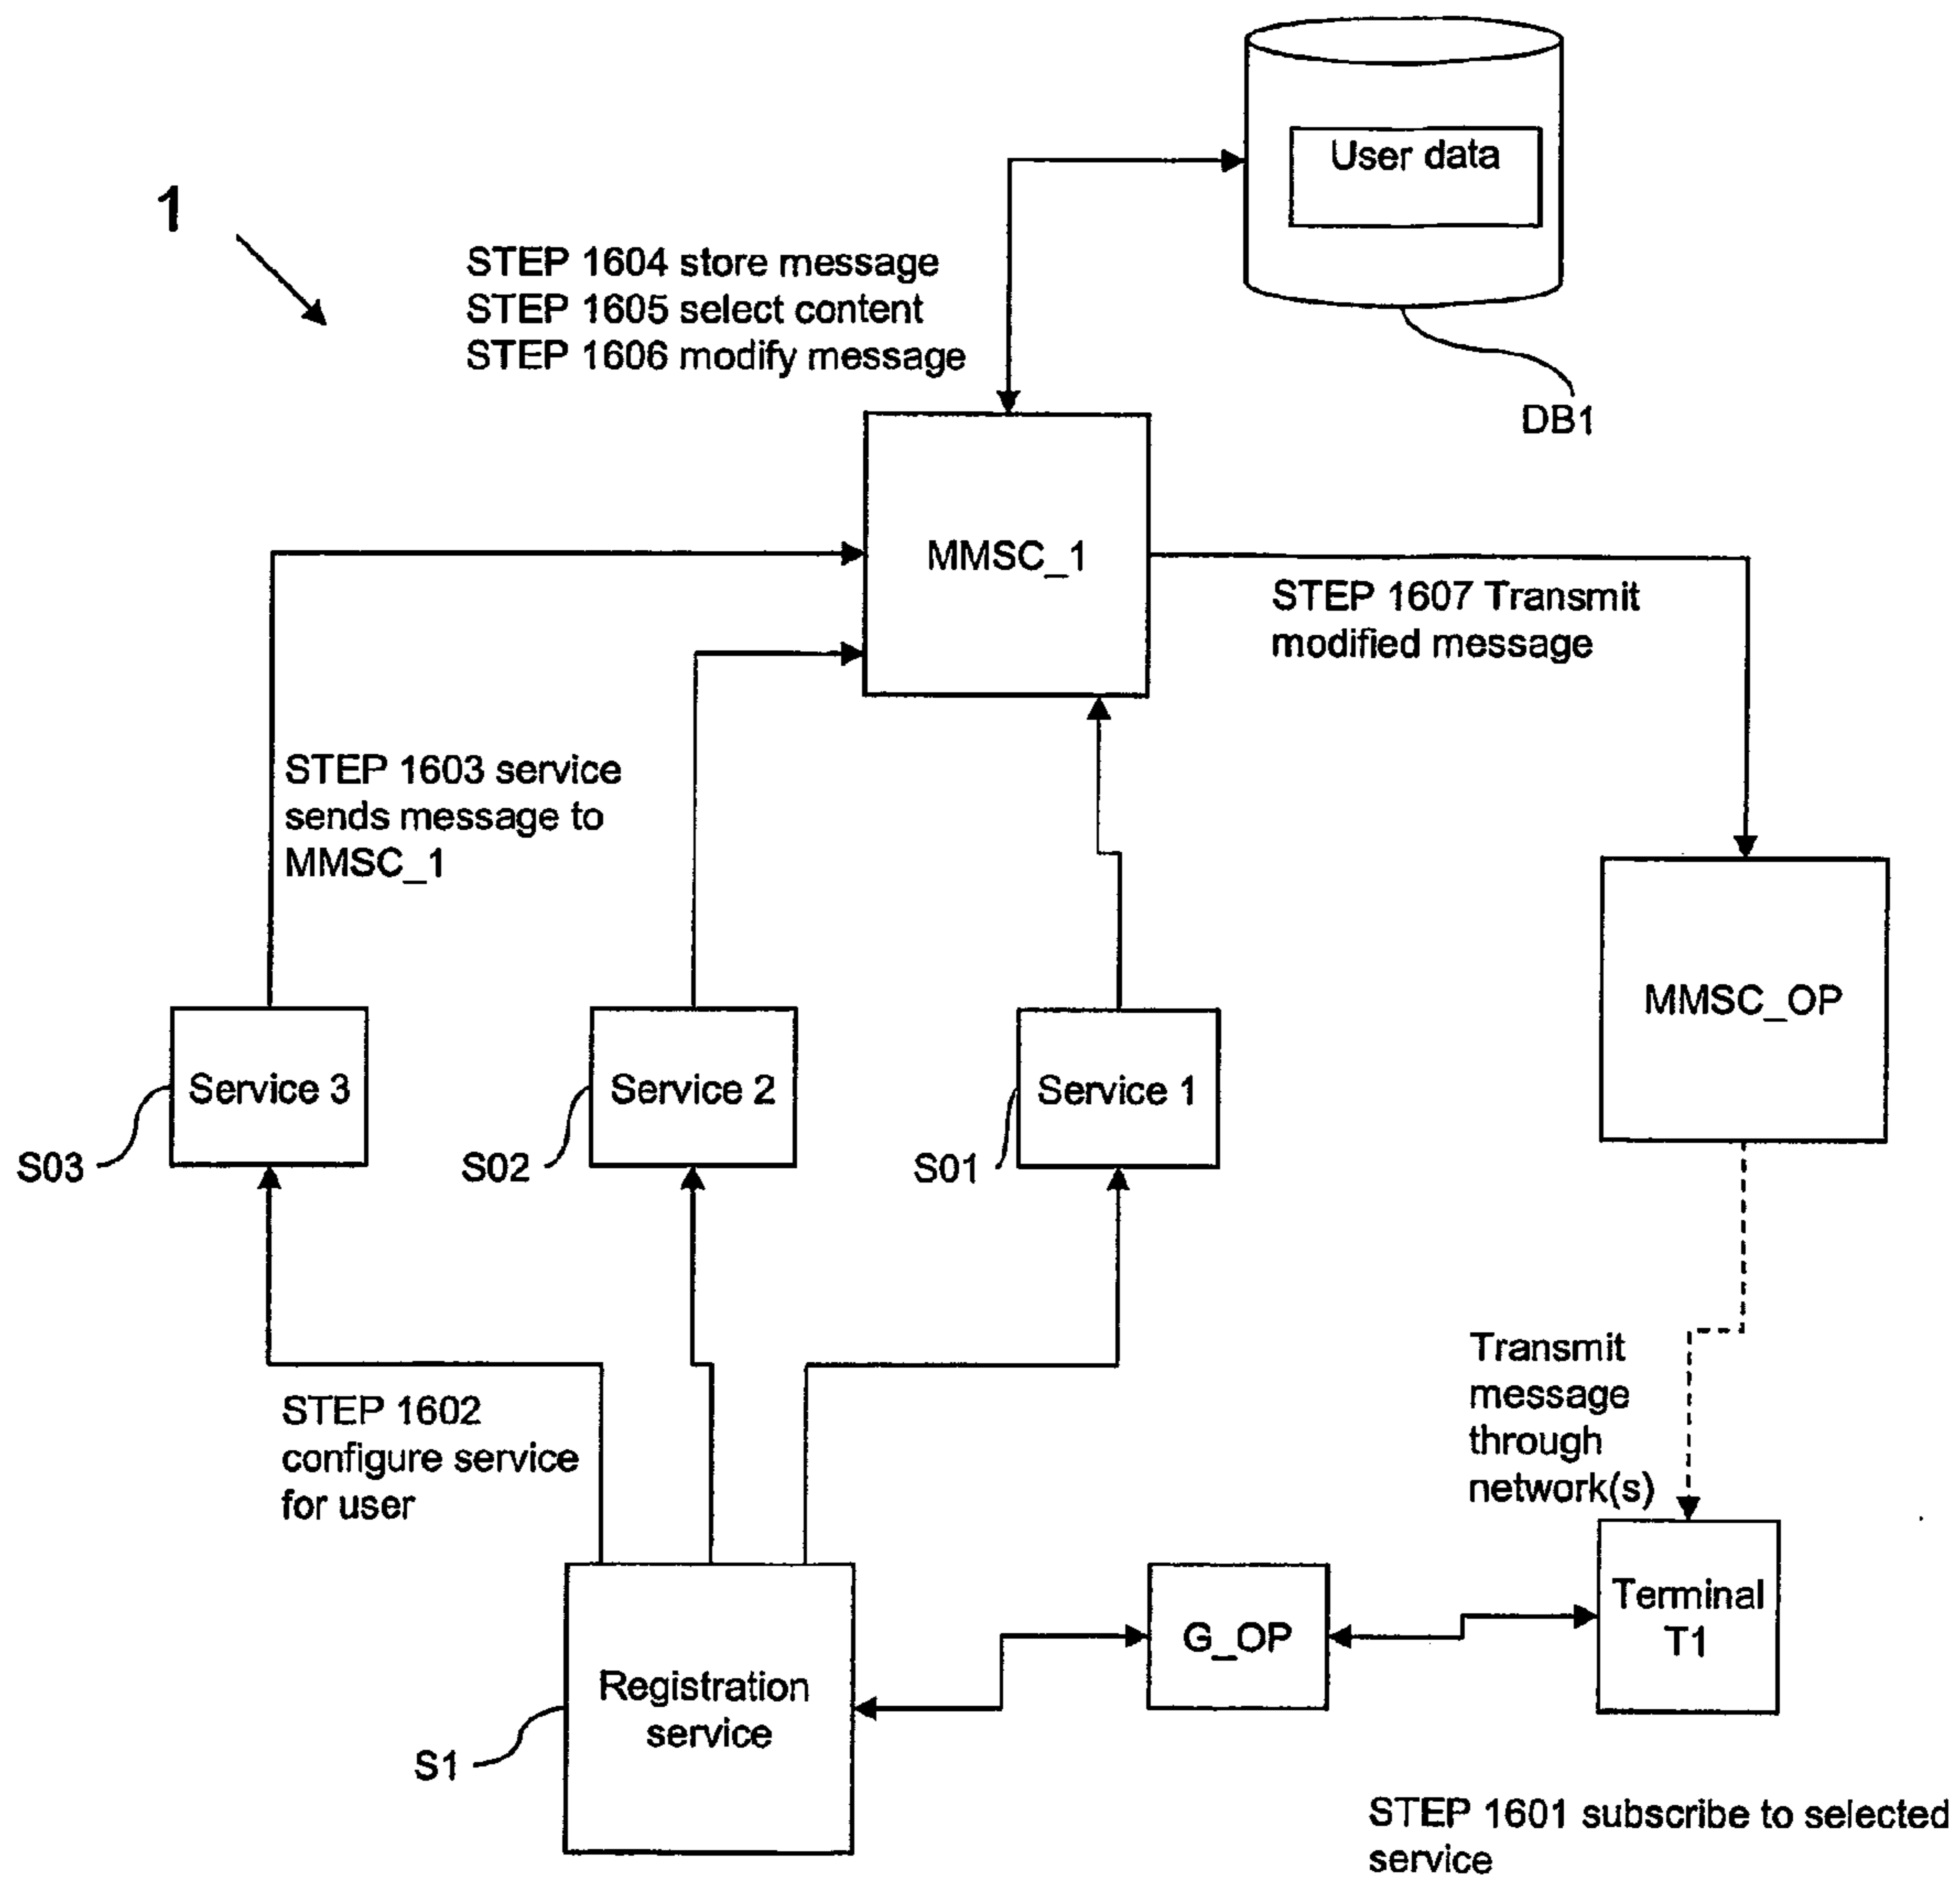 User data
1
STEP 1604 store message
STEP 1605 select content
STEP 1606 modify message
DB1
MMSC_1
STEP 1607 Transmit
modified message
STEP 1603 service
sends message to
MMSC_1
MMSC_OP
Service 3
Service 2
Service 1
S03
S02
S01
Transmit
message
through
network(s)
STEP 1602
configure service
for user
Terminal
T1
G_OP
Registration
service
S1
STEP 1601 subscribe to selected
service